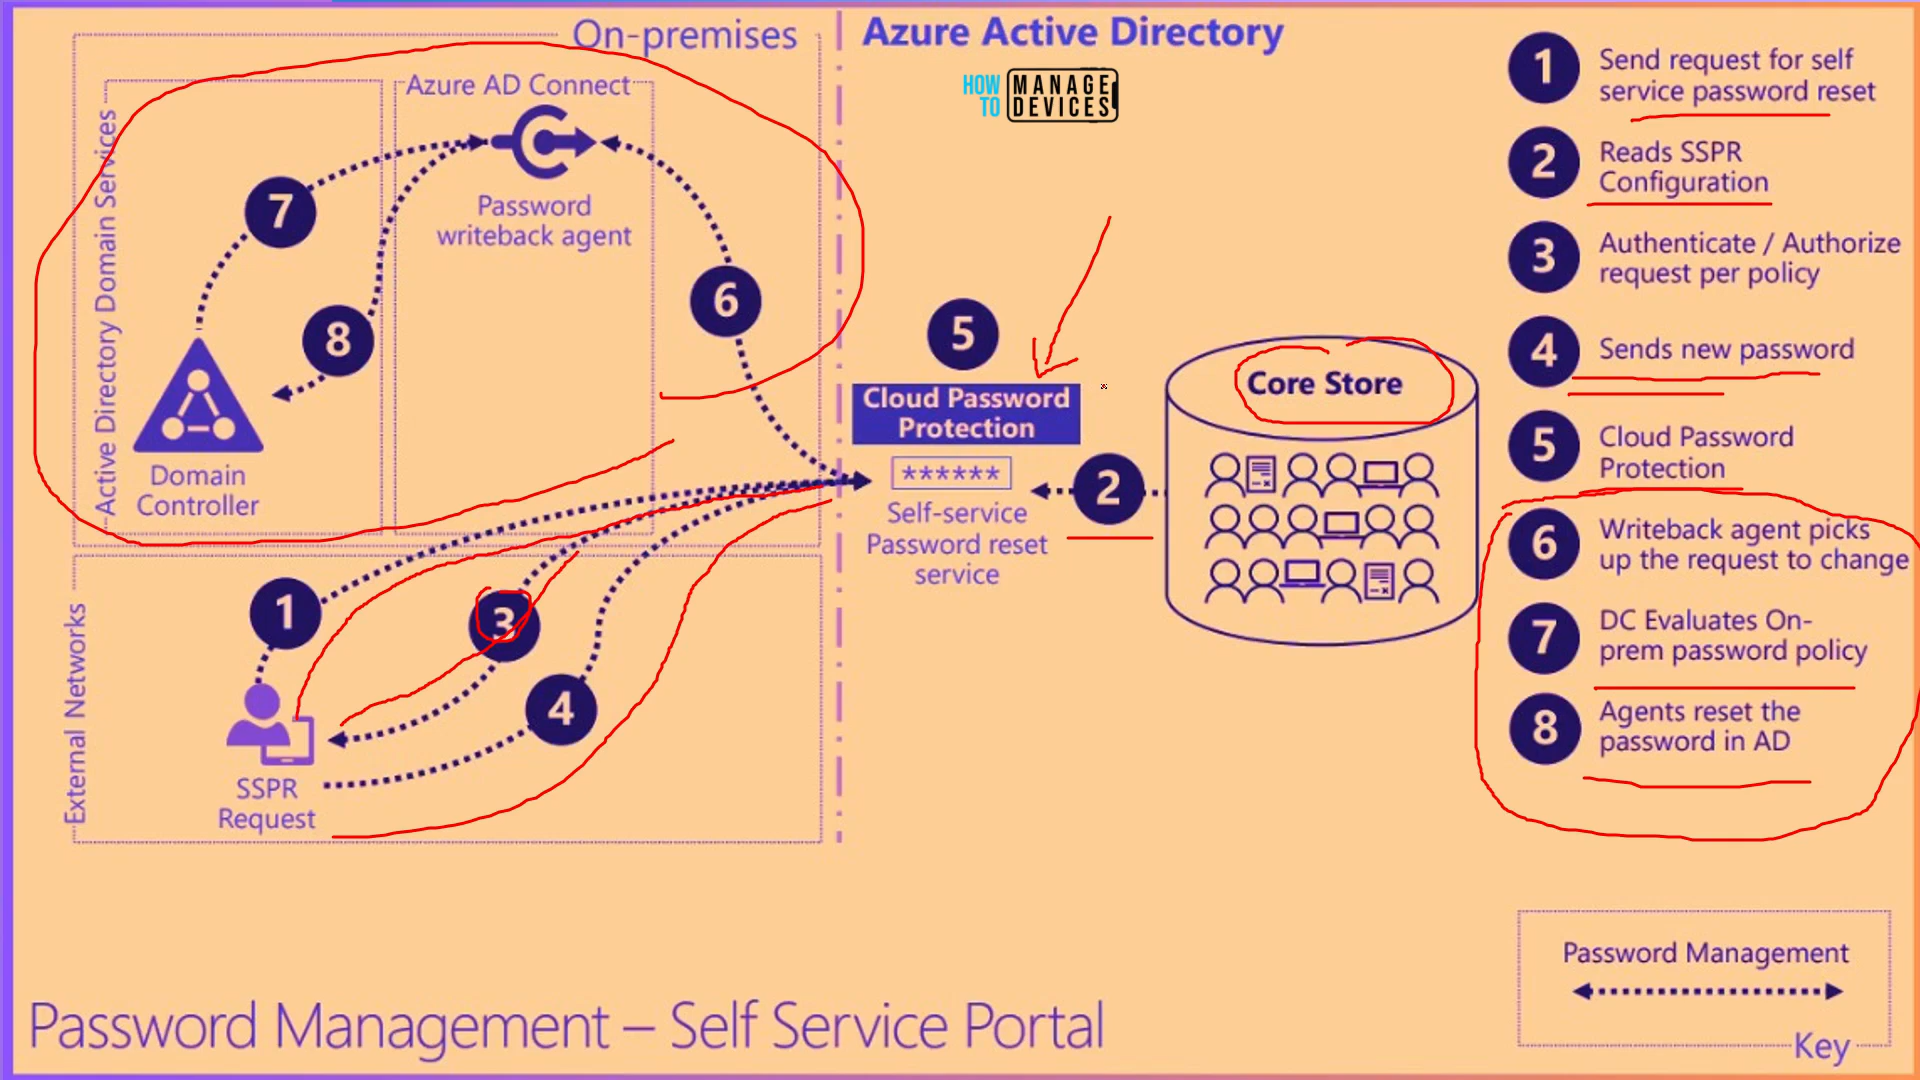 On-premises
Azure Active Directory
HOW TO
MANAGE
DEVICES
Azure AD Connect
Active Directory Domain Services
Password
writeback agent
7
8
6
Domain
Controller
5
Cloud Password
Protection
******
Self-service
Password reset
service
2
Core Store
External Networks
1
3
4
SSPR
Request
1 Send request for self
service password reset
2 Reads SSPR
Configuration
3 Authenticate / Authorize
request per policy
4 Sends new password
5 Cloud Password
Protection
6 Writeback agent picks
up the request to change
7 DC Evaluates On-
prem password policy
8 Agents reset the
password in AD
Password Management
Key
Password Management – Self Service Portal